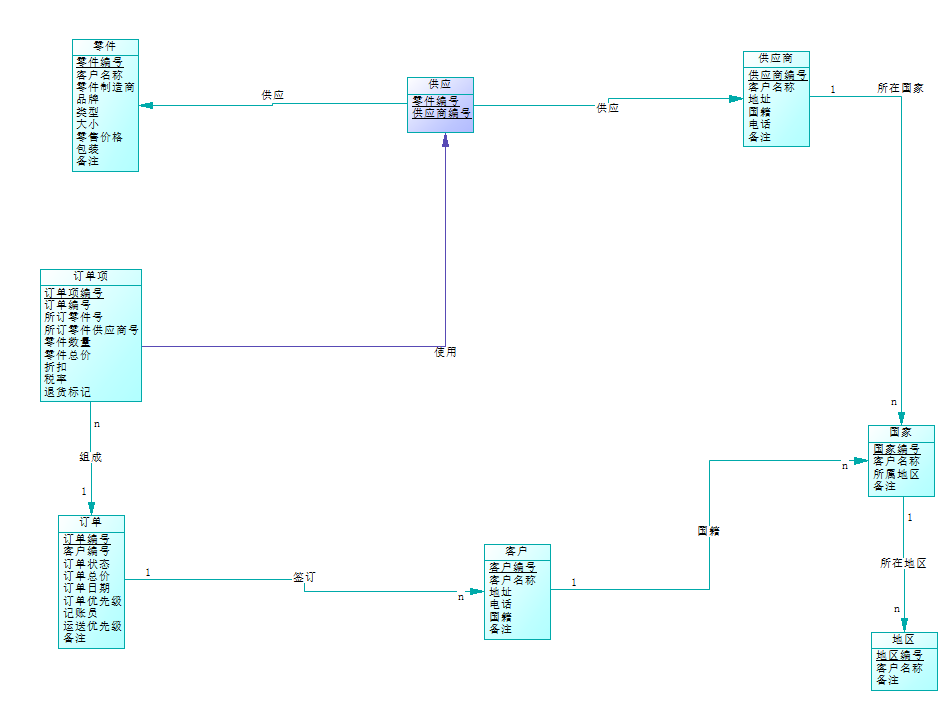 零件
零件编号
客户名称
零件制造商
品牌
类型
大小
零售价格
包装
备注
供应
供应
零件编号
供应商编号
供应
供应商
供应商编号
客户名称
地址
国籍
电话
备注
1
所在国家
n
订单项
订单项编号
订单编号
所订零件号
所订零件供应商号
零件数量
零件总价
折扣
税率
退货标记
使用
n
组成
1
国家
国家编号
客户名称
所属地区
备注
订单
订单编号
客户编号
订单状态
订单总价
订单日期
订单优先级
记账员
运送优先级
备注
1
签订
n
客户
客户编号
客户名称
地址
电话
国籍
备注
1
国籍
n
1
所在地区
n
地区
地区编号
客户名称
备注